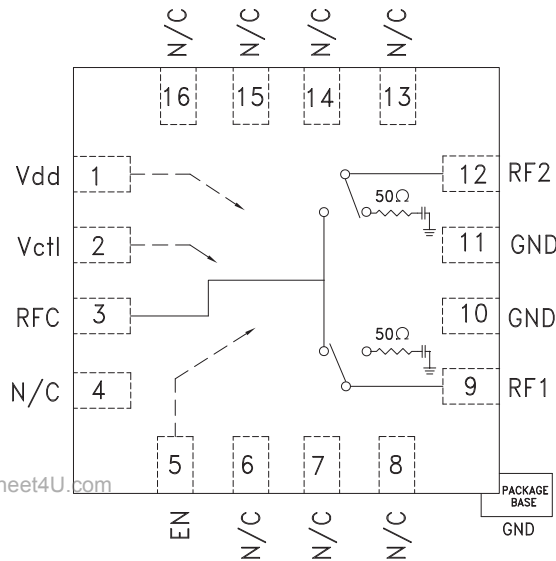 N/C N/C N/C N/C
16 15 14 13
Vdd 1
12 RF2
50Ω
Vctl 2
11 GND
RFC 3
10 GND
50Ω
N/C 4
9 RF1
5 6 7 8
heet4U.com
EN N/C N/C N/C
PACKAGE
BASE
GND